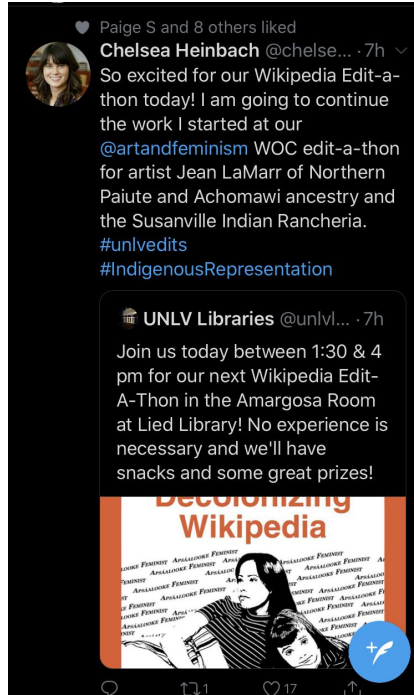 Paige S and 8 others liked
Chelsea Heinbach @chelse... · 7h
So excited for our Wikipedia Edit-a-
thon today! I am going to continue
the work I started at our
@artandfeminism WOC edit-a-thon
for artist Jean LaMarr of Northern
Paiute and Achomawi ancestry and
the Susanville Indian Rancheria.
#unlvedits
#IndigenousRepresentation
UNLV Libraries @unlvl... · 7h
Join us today between 1:30 & 4
pm for our next Wikipedia Edit-
A-Thon in the Amargosa Room
at Lied Library! No experience is
necessary and we'll have
snacks and some great prizes!
Decolonizing
Wikipedia
APSÁALOOKE FEMINIST APSÁALOOKE FEMINIST
1
17